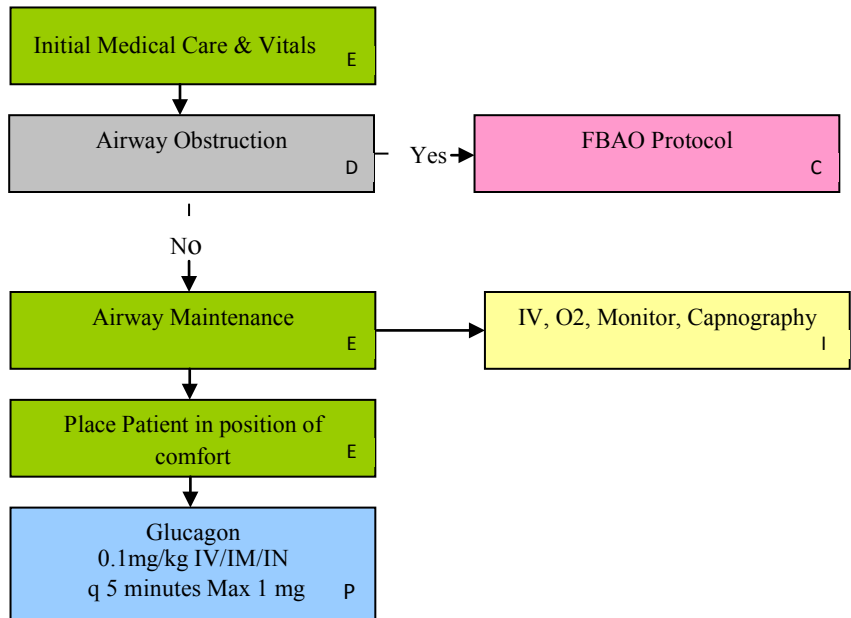 Initial Medical Care & Vitals
E
Airway Obstruction
D
Yes
FBAO Protocol
C
No
Airway Maintenance
E
IV, O2, Monitor, Capnography
I
Place Patient in position of
comfort
E
Glucagon
0.1mg/kg IV/IM/IN
q 5 minutes Max 1 mg
P